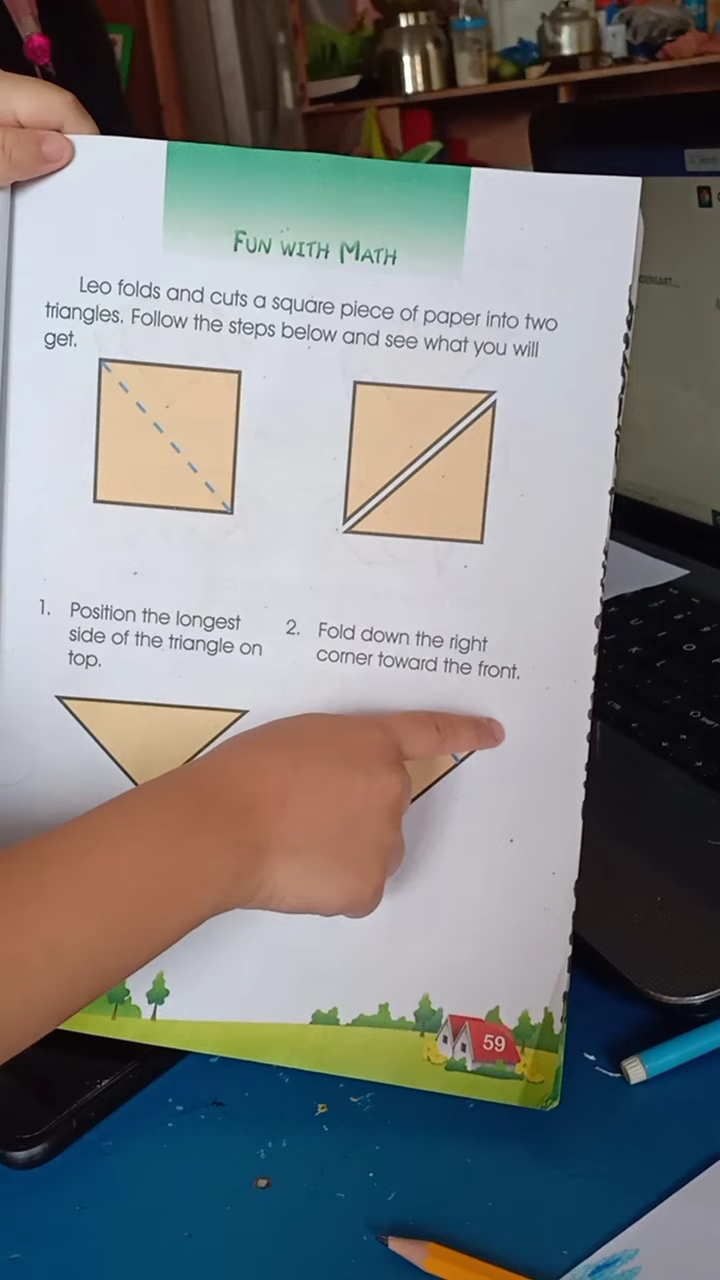 FUN WITH MATH
Leo folds and cuts a square piece of paper into two
triangles. Follow the steps below and see what you will
get.
1. Position the longest
side of the triangle on
top.
2. Fold down the right
corner toward the front.
59